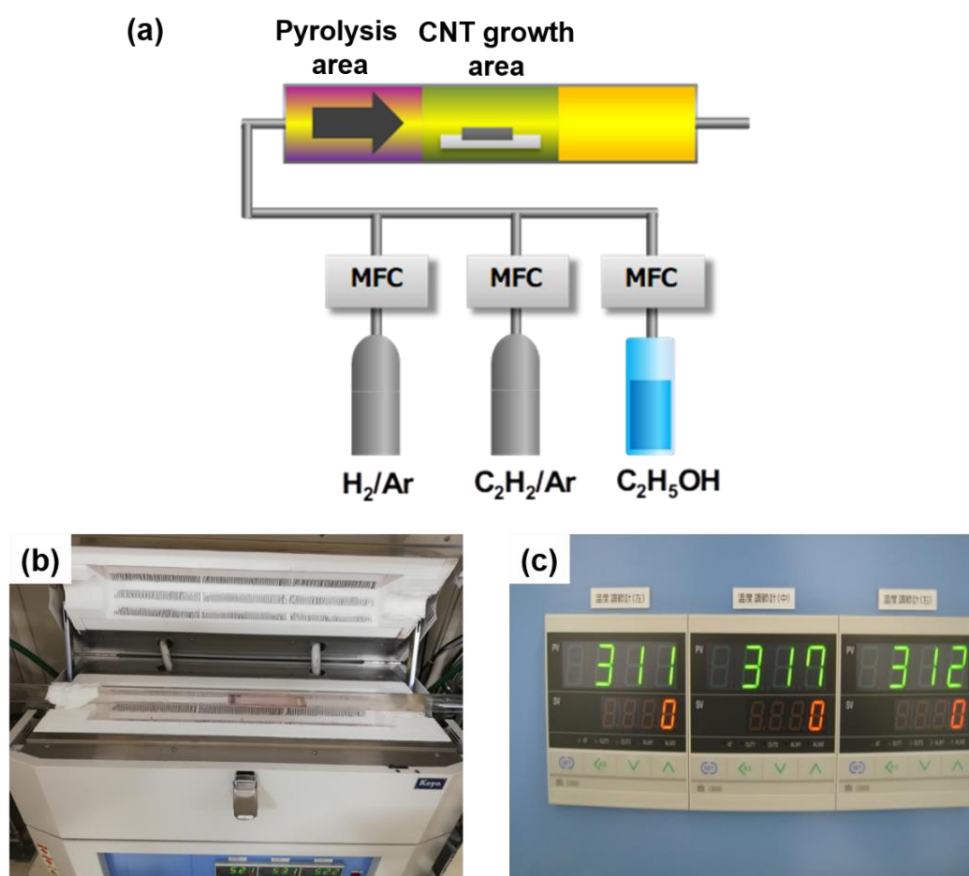 (a)
Pyrolysis area
CNT growth area
MFC
MFC
MFC
H₂/Ar
C₂H₂/Ar
C₂H₅OH
(b)
Koyo
(c)
温度調節計(左)
温度調節計(中)
温度調節計(右)
PV
311
SV
0
PV
317
SV
0
PV
312
SV
0